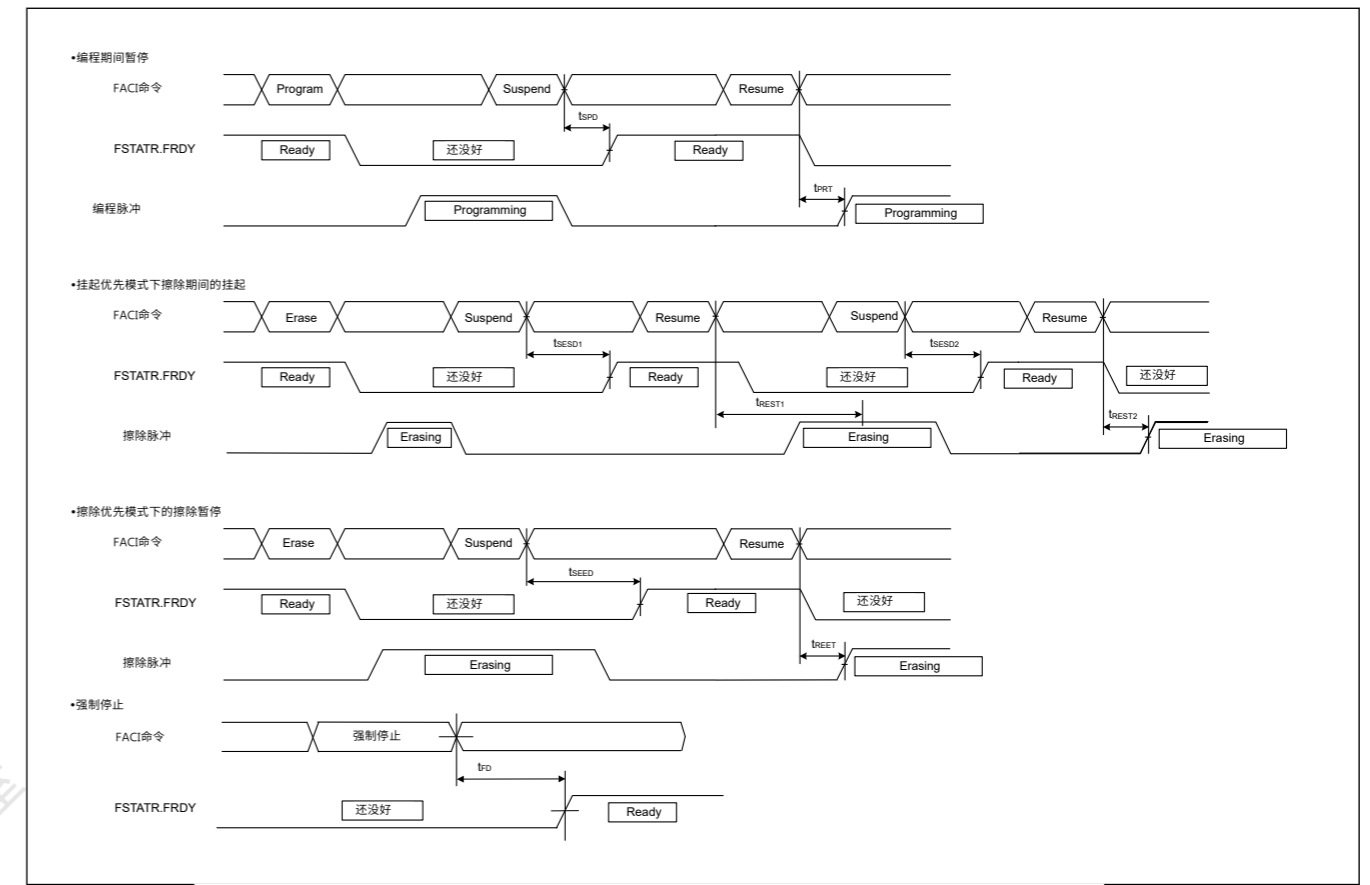 •编程期间暂停
FACI命令 Program Suspend Resume
tSPD
FSTATR.FRDY Ready 还没好 Ready
tPRT
编程脉冲 Programming Programming
•挂起优先模式下擦除期间的挂起
FACI命令 Erase Suspend Resume Suspend Resume
tSESD1 tSESD2
FSTATR.FRDY Ready 还没好 Ready 还没好 Ready 还没好
tREST1 tREST2
擦除脉冲 Erasing Erasing Erasing
•擦除优先模式下的擦除暂停
FACI命令 Erase Suspend Resume
tSEED
FSTATR.FRDY Ready 还没好 Ready 还没好
tREET
擦除脉冲 Erasing Erasing
•强制停止
FACI命令 强制停止
tFD
FSTATR.FRDY 还没好 Ready